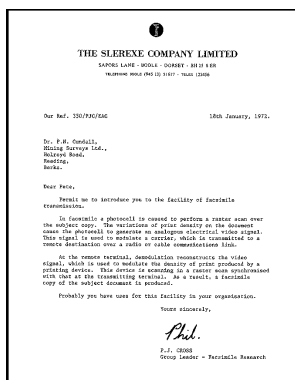 THE SLEREXE COMPANY LIMITED
SAPORS LANE - BOOLE - DORSET - BH 25 8 ER
TELEPHONE BOOLE (945 13) 51617 - TELEX 123456
Our Ref. 350/PJC/EAC
18th January, 1972.
Dr. P.N. Cundall,
Mining Surveys Ltd.,
Holroyd Road,
Reading,
Berks.
Dear Pete,
Permit me to introduce you to the facility of facsimile
transmission.
In facsimile a photocell is caused to perform a raster scan over
the subject copy. The variations of print density on the document
cause the photocell to generate an analogous electrical video signal.
This signal is used to modulate a carrier, which is transmitted to a
remote destination over a radio or cable communications link.
At the remote terminal, demodulation reconstructs the video
signal, which is used to modulate the density of print produced by a
printing device. This device is scanning in a raster scan synchronised
with that at the transmitting terminal. As a result, a facsimile
copy of the subject document is produced.
Probably you have uses for this facility in your organisation.
Yours sincerely,
Phil.
P.J. CROSS
Group Leader - Facsimile Research